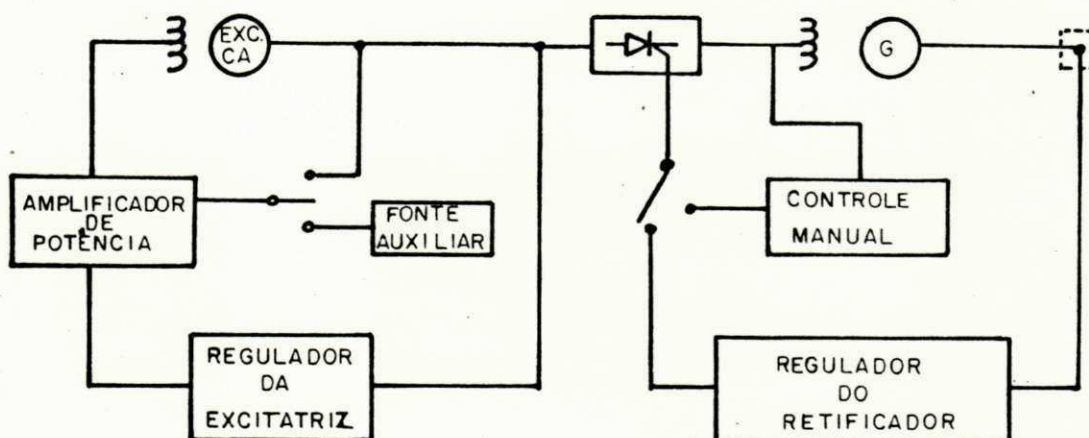 EXC.
CA
G
AMPLIFICADOR
DE
POTÊNCIA
FONTE
AUXILIAR
CONTROLE
MANUAL
REGULADOR
DA
EXCITATRIZ
REGULADOR
DO
RETIFICADOR